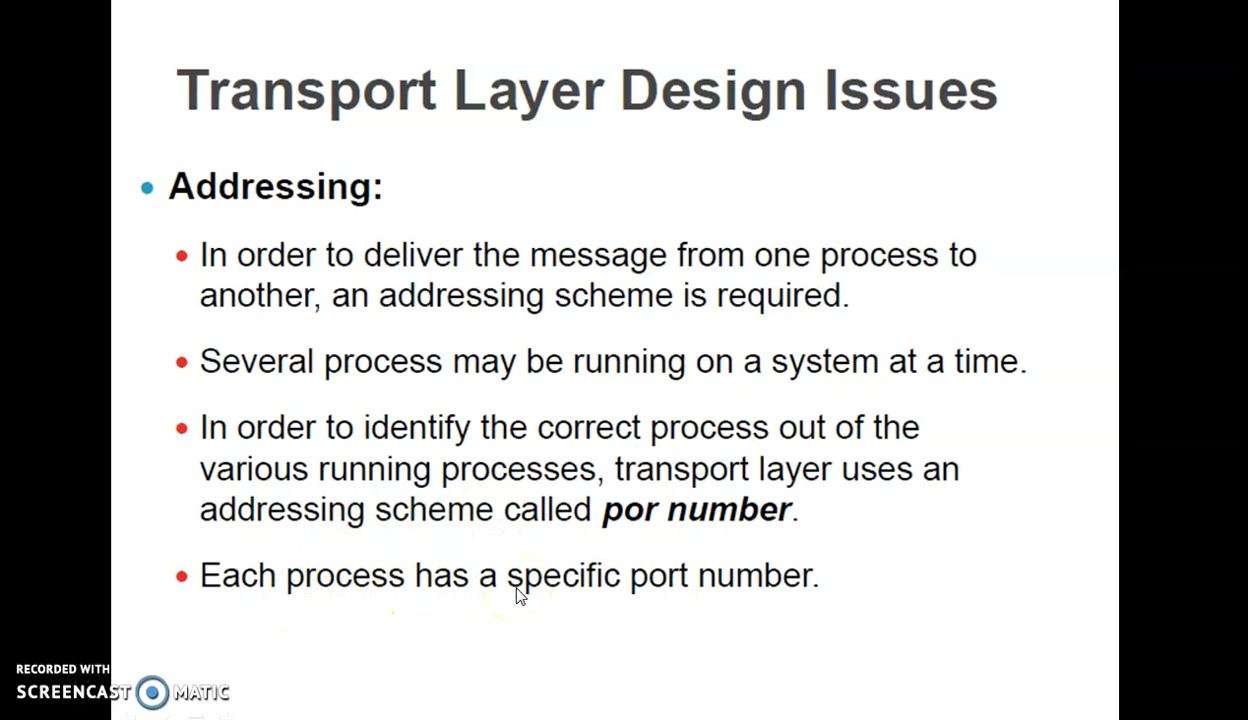 Transport Layer Design Issues
• Addressing:
• In order to deliver the message from one process to
another, an addressing scheme is required.
• Several process may be running on a system at a time.
• In order to identify the correct process out of the
various running processes, transport layer uses an
addressing scheme called por number.
• Each process has a specific port number.
RECORDED WITH
SCREENCAST MATIC